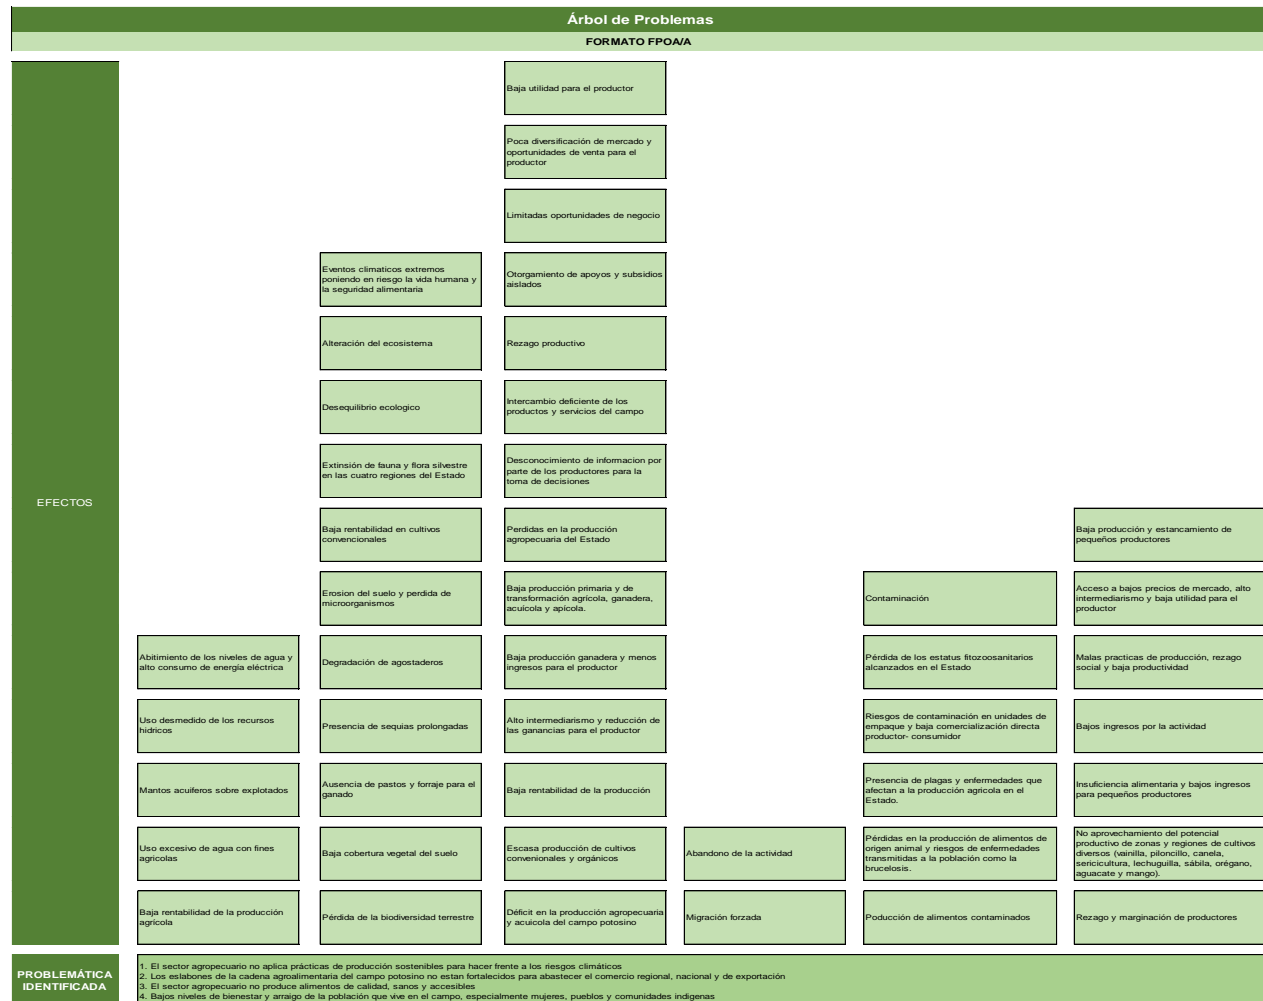 Árbol de Problemas
FORMATO FPOA/A
EFECTOS
Baja utilidad para el productor
Poca diversificación de mercado y
oportunidades de venta para el
productor
Limitadas oportunidades de negocio
Eventos climaticos extremos
poniendo en riesgo la vida humana y
la seguridad alimentaria
Otorgamiento de apoyos y subsidios
aislados
Alteración del ecosistema
Rezago productivo
Desequilibrio ecologico
Intercambio deficiente de los
productos y servicios del campo
Extinsión de fauna y flora silvestre
en las cuatro regiones del Estado
Desconocimiento de informacion por
parte de los productores para la
toma de decisiones
Baja rentabilidad en cultivos
convencionales
Perdidas en la producción
agropecuaria del Estado
Baja producción y estancamiento de
pequeños productores
Erosion del suelo y perdida de
microorganismos
Baja producción primaria y de
transformación agrícola, ganadera,
acuícola y apícola.
Contaminación
Acceso a bajos precios de mercado, alto
intermediarismo y baja utilidad para el
productor
Abitimiento de los niveles de agua y
alto consumo de energía eléctrica
Degradación de agostaderos
Baja producción ganadera y menos
ingresos para el productor
Pérdida de los estatus fitozoosanitarios
alcanzados en el Estado
Malas practicas de producción, rezago
social y baja productividad
Uso desmedido de los recursos
hidricos
Presencia de sequias prolongadas
Alto intermediarismo y reducción de
las ganancias para el productor
Riesgos de contaminación en unidades de
empaque y baja comercialización directa
productor- consumidor
Bajos ingresos por la actividad
Mantos acuiferos sobre explotados
Ausencia de pastos y forraje para el
ganado
Baja rentabilidad de la producción
Presencia de plagas y enfermedades que
afectan a la producción agricola en el
Estado.
Insuficiencia alimentaria y bajos ingresos
para pequeños productores
Uso excesivo de agua con fines
agricolas
Baja cobertura vegetal del suelo
Escasa producción de cultivos
convenionales y orgánicos
Abandono de la actividad
Pérdidas en la producción de alimentos de
origen animal y riesgos de enfermedades
transmitidas a la población como la
brucelosis.
No aprovechamiento del potencial
productivo de zonas y regiones de cultivos
diversos (vainilla, piloncillo, canela,
sericicultura, lechuguilla, sábila, orégano,
aguacate y mango).
Baja rentabilidad de la producción
agrícola
Pérdida de la biodiversidad terrestre
Déficit en la producción agropecuaria
y acuicola del campo potosino
Migración forzada
Poducción de alimentos contaminados
Rezago y marginación de productores
PROBLEMÁTICA
IDENTIFICADA
1. El sector agropecuario no aplica prácticas de producción sostenibles para hacer frente a los riesgos climáticos
2. Los eslabones de la cadena agroalimentaria del campo potosino no estan fortalecidos para abastecer el comercio regional, nacional y de exportación
3. El sector agropecuario no produce alimentos de calidad, sanos y accesibles
4. Bajos niveles de bienestar y arraigo de la población que vive en el campo, especialmente mujeres, pueblos y comunidades indigenas